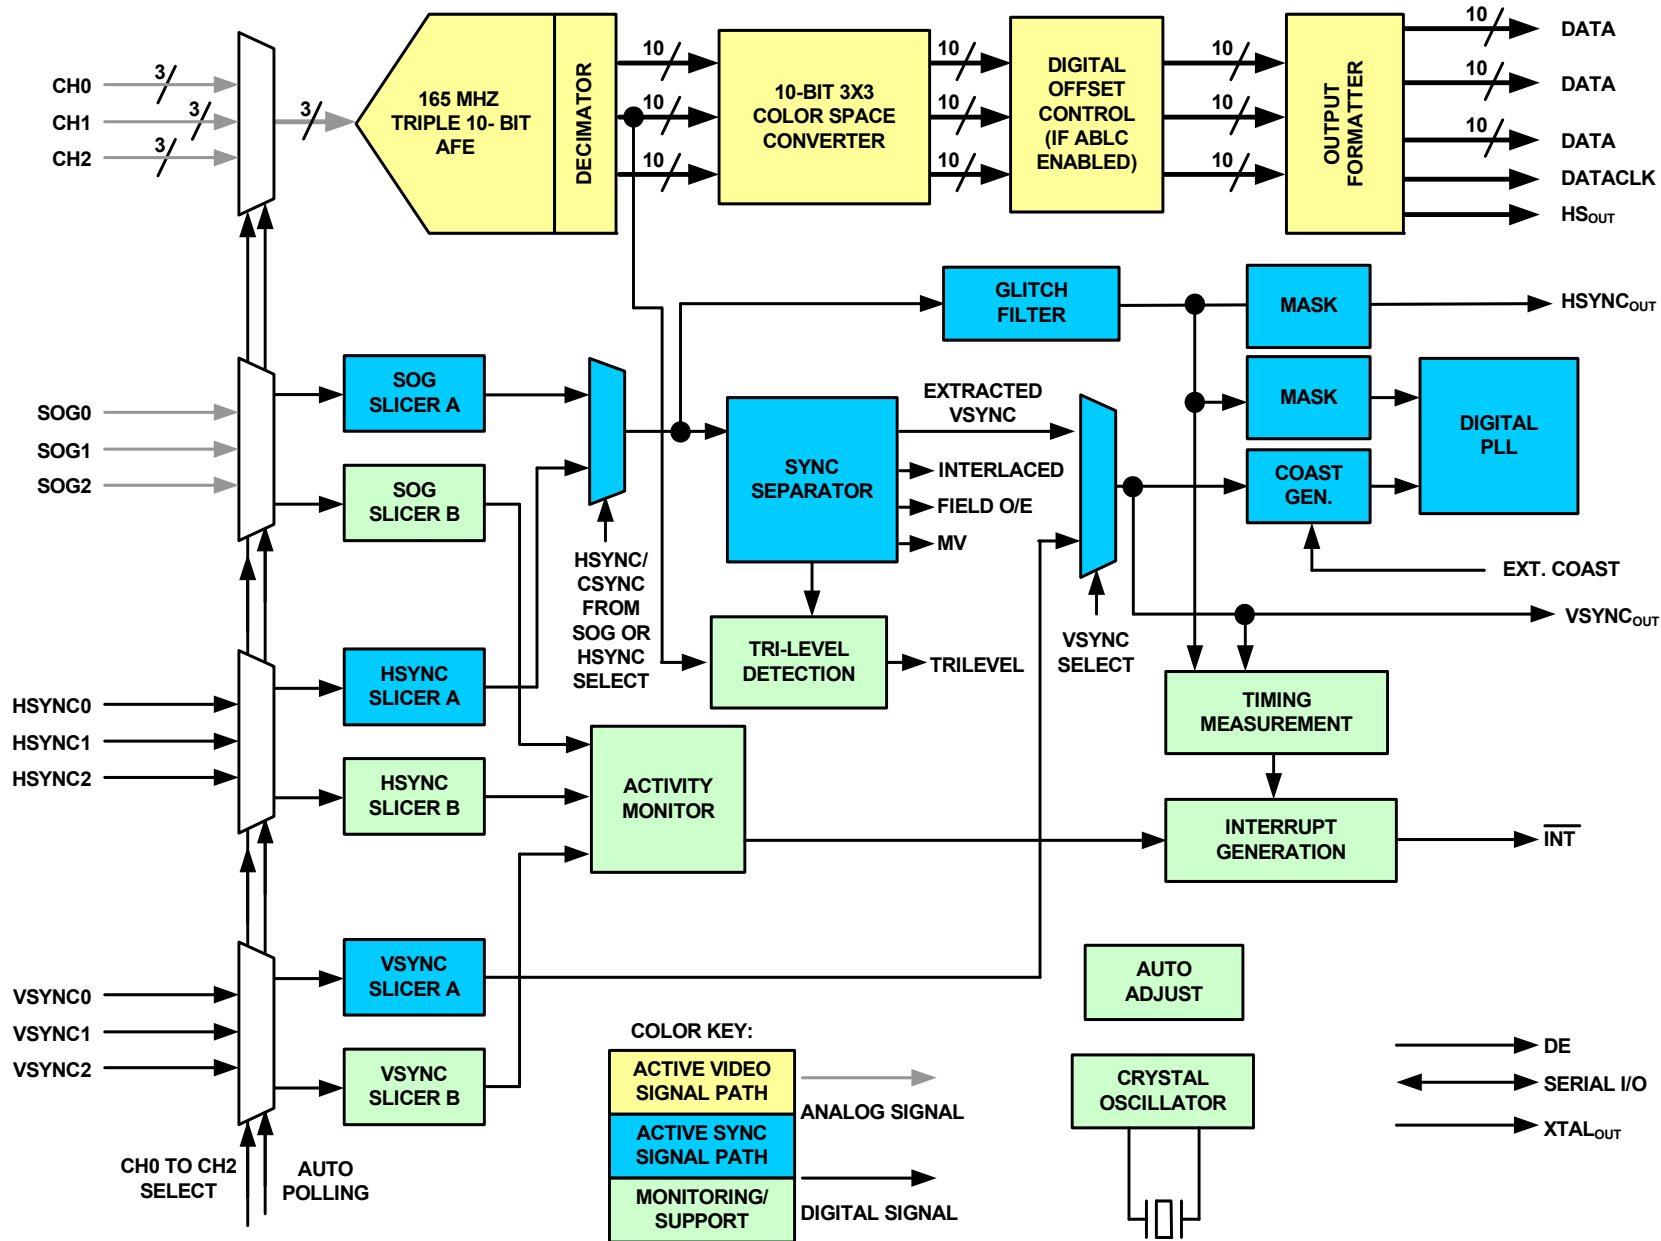 CH0
CH1
CH2
3
3
3
3
165 MHZ
TRIPLE 10- BIT
AFE
DECIMATOR
10
10
10
10-BIT 3X3
COLOR SPACE
CONVERTER
10
10
10
DIGITAL
OFFSET
CONTROL
(IF ABLC
ENABLED)
10
10
10
OUTPUT
FORMATTER
10
10
10
DATA
DATA
DATA
DATACLK
HSOUT
GLITCH
FILTER
MASK
HSYNCOUT
SOG0
SOG1
SOG2
SOG
SLICER A
SOG
SLICER B
HSYNC/
CSYNC
FROM
SOG OR
HSYNC
SELECT
SYNC
SEPARATOR
EXTRACTED
VSYNC
INTERLACED
FIELD O/E
MV
MASK
COAST
GEN.
DIGITAL
PLL
EXT. COAST
VSYNC
SELECT
VSYNCOUT
TRI-LEVEL
DETECTION
TRILEVEL
HSYNC0
HSYNC1
HSYNC2
HSYNC
SLICER A
HSYNC
SLICER B
ACTIVITY
MONITOR
TIMING
MEASUREMENT
INTERRUPT
GENERATION
INT
VSYNC0
VSYNC1
VSYNC2
VSYNC
SLICER A
VSYNC
SLICER B
CH0 TO CH2
SELECT
AUTO
POLLING
COLOR KEY:
ACTIVE VIDEO
SIGNAL PATH
ACTIVE SYNC
SIGNAL PATH
MONITORING/
SUPPORT
ANALOG SIGNAL
DIGITAL SIGNAL
AUTO
ADJUST
CRYSTAL
OSCILLATOR
DE
SERIAL I/O
XTALOUT